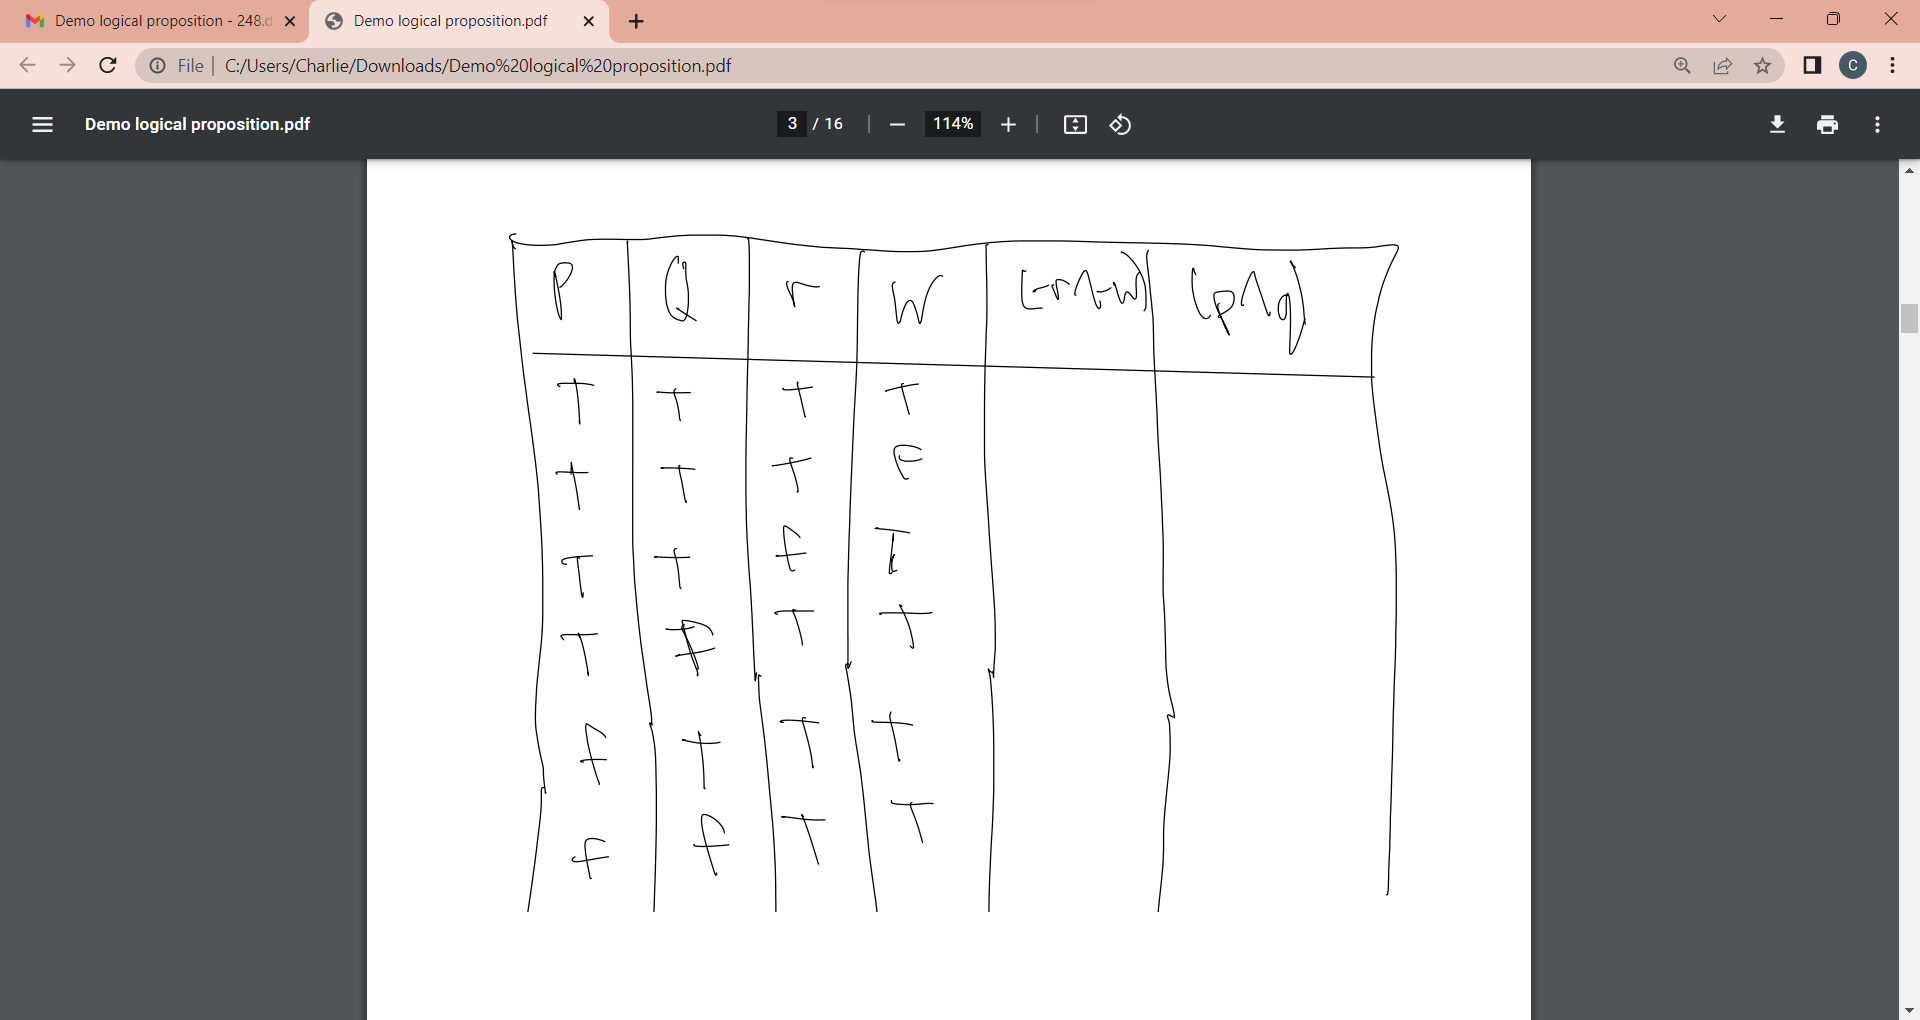 Demo logical proposition - 248.d
Demo logical proposition.pdf
File C:/Users/Charlie/Downloads/Demo%20logical%20proposition.pdf C
Demo logical proposition.pdf 3 / 16 114%
P Q r W (-r∧-w) (p∧q)
T T T T
T T T F
T T f T
T F T T
f T T T
f f T T